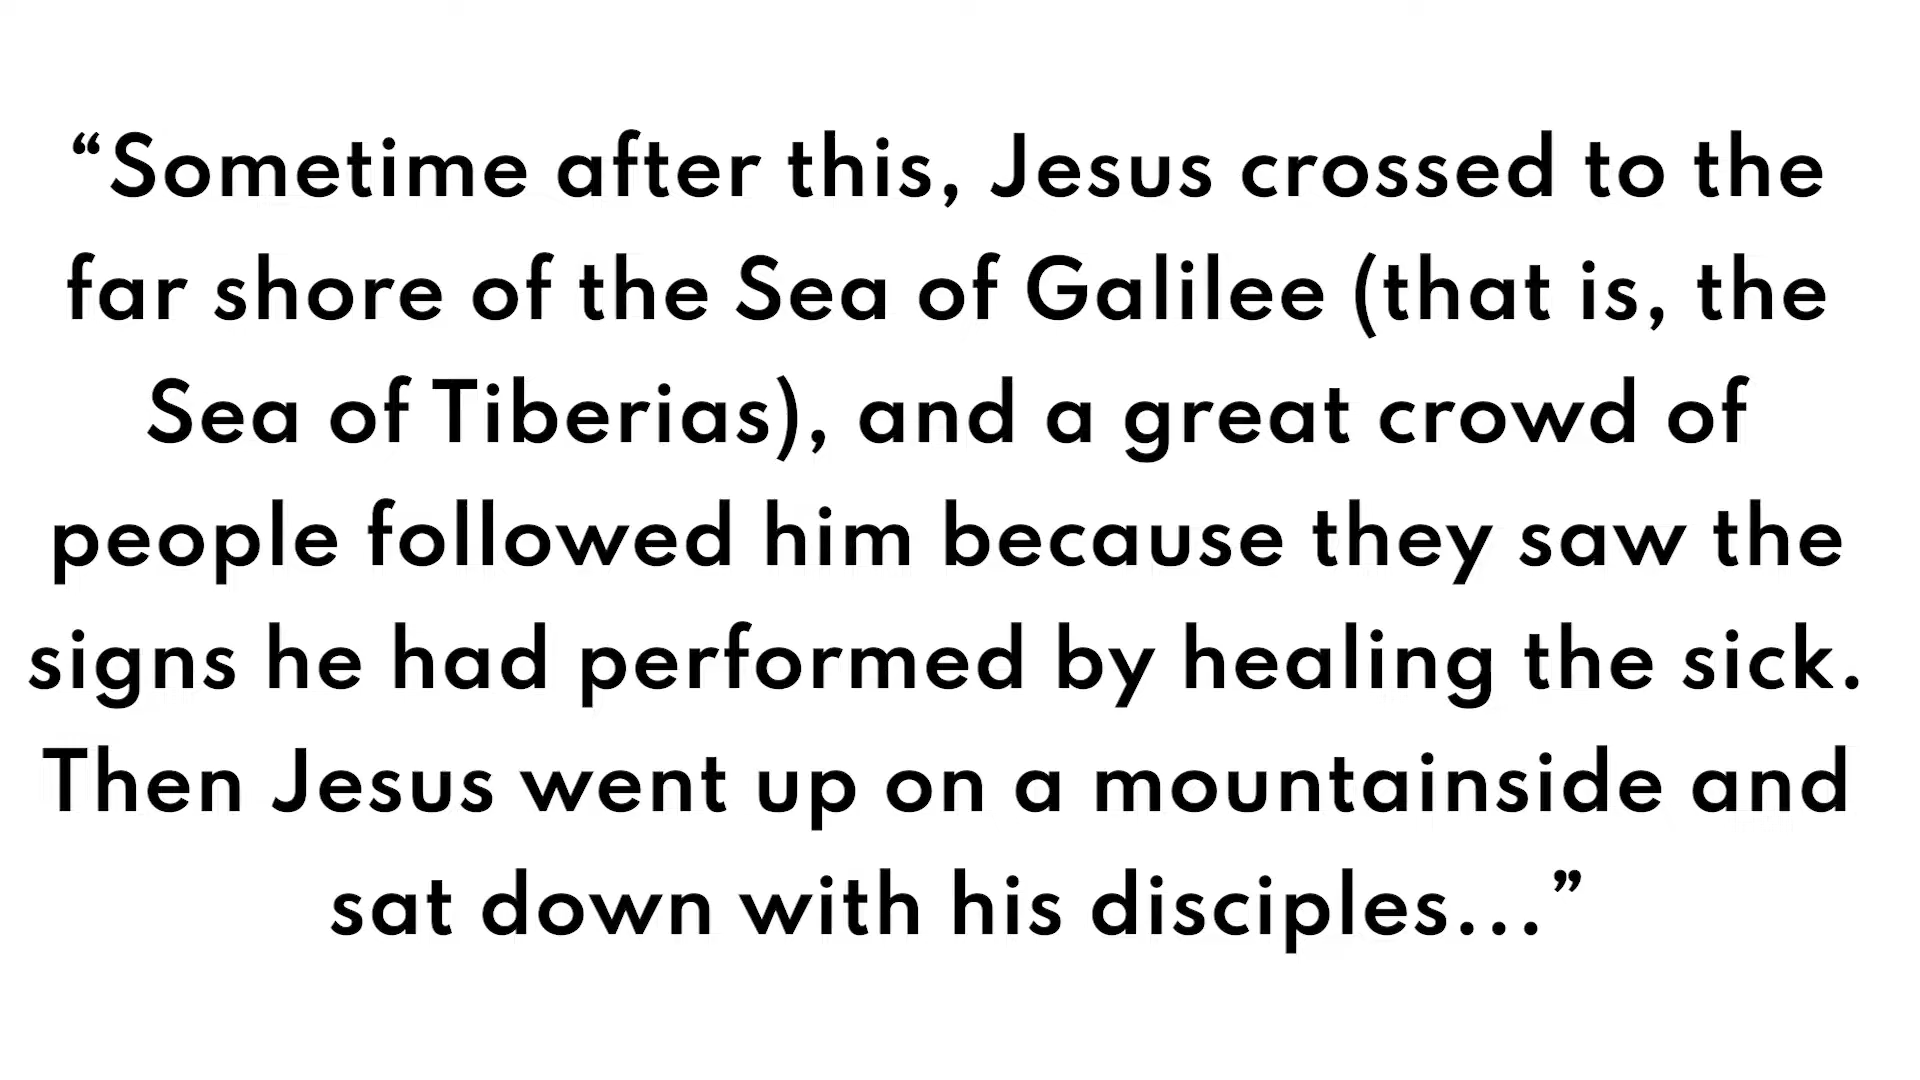 “Sometime after this, Jesus crossed to the
far shore of the Sea of Galilee (that is, the
Sea of Tiberias), and a great crowd of
people followed him because they saw the
signs he had performed by healing the sick.
Then Jesus went up on a mountainside and
sat down with his disciples...”